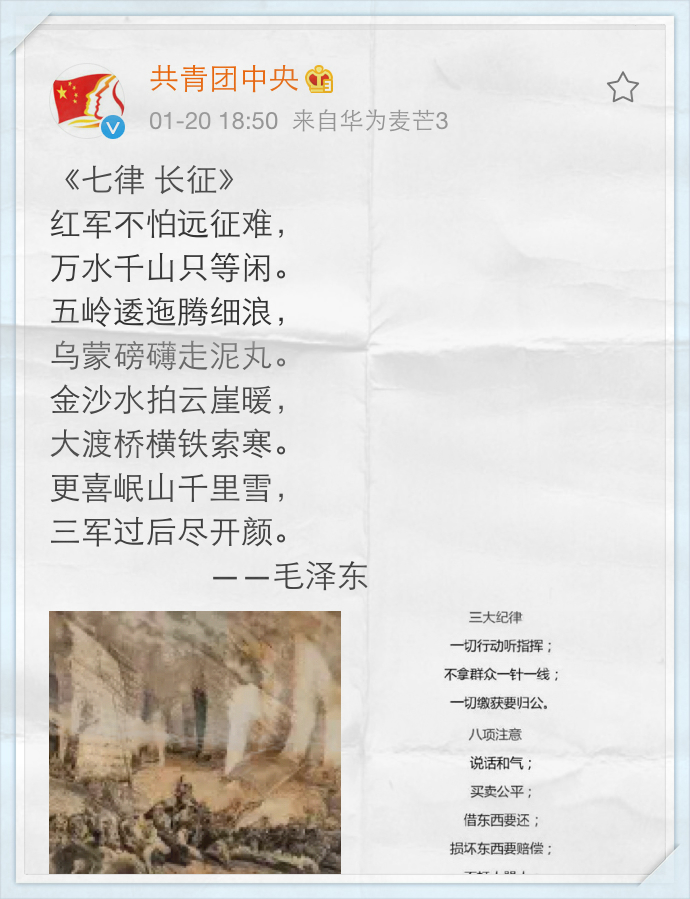 共青团中央
01-20 18:50 来自华为麦芒3
《七律 长征》
红军不怕远征难，
万水千山只等闲。
五岭逶迤腾细浪，
乌蒙磅礴走泥丸。
金沙水拍云崖暖，
大渡桥横铁索寒。
更喜岷山千里雪，
三军过后尽开颜。
——毛泽东
三大纪律
一切行动听指挥；
不拿群众一针一线；
一切缴获要归公。
八项注意
说话和气；
买卖公平；
借东西要还；
损坏东西要赔偿；